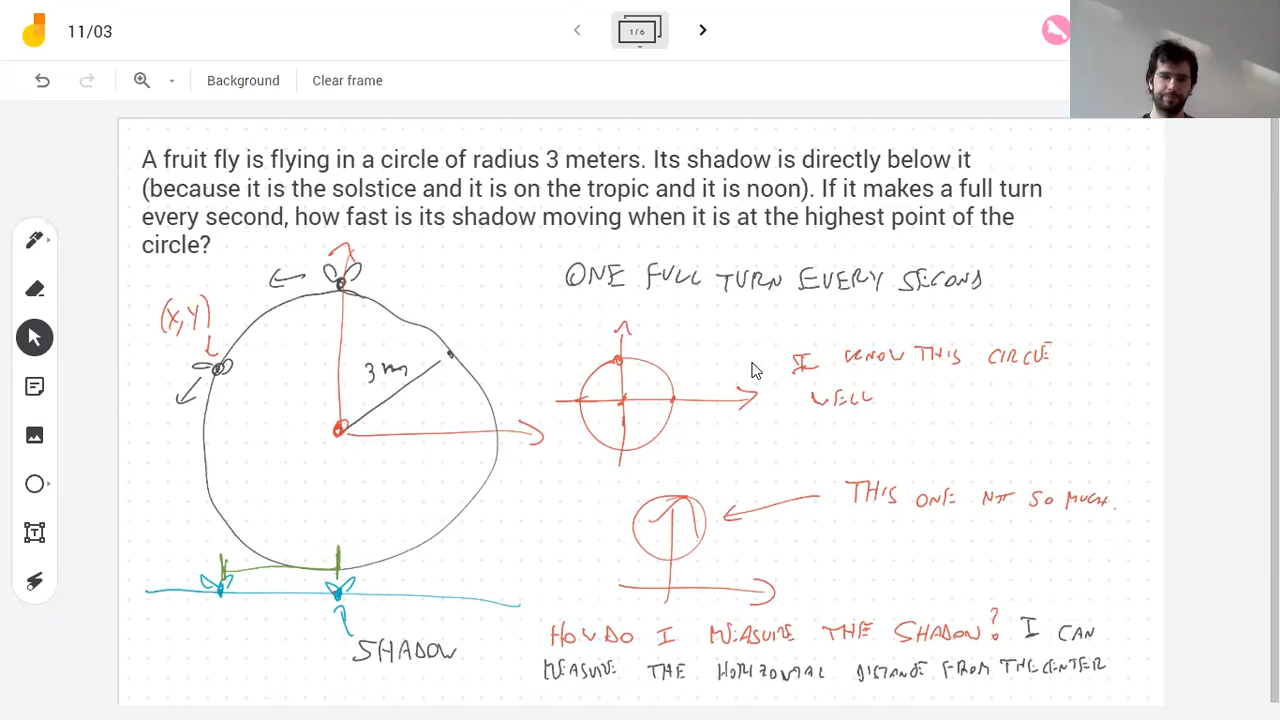 11/03
1/6
Background
Clear frame
A fruit fly is flying in a circle of radius 3 meters. Its shadow is directly below it
(because it is the solstice and it is on the tropic and it is noon). If it makes a full turn
every second, how fast is its shadow moving when it is at the highest point of the
circle?
ONE FULL TURN EVERY SECOND
(X,Y)
3m
I KNOW THIS CIRCLE
WELL
THIS ONE NOT SO MUCH.
SHADOW
HOW DO I MEASURE THE SHADOW? I CAN
MEASURE THE HORIZONTAL DISTANCE FROM THE CENTER